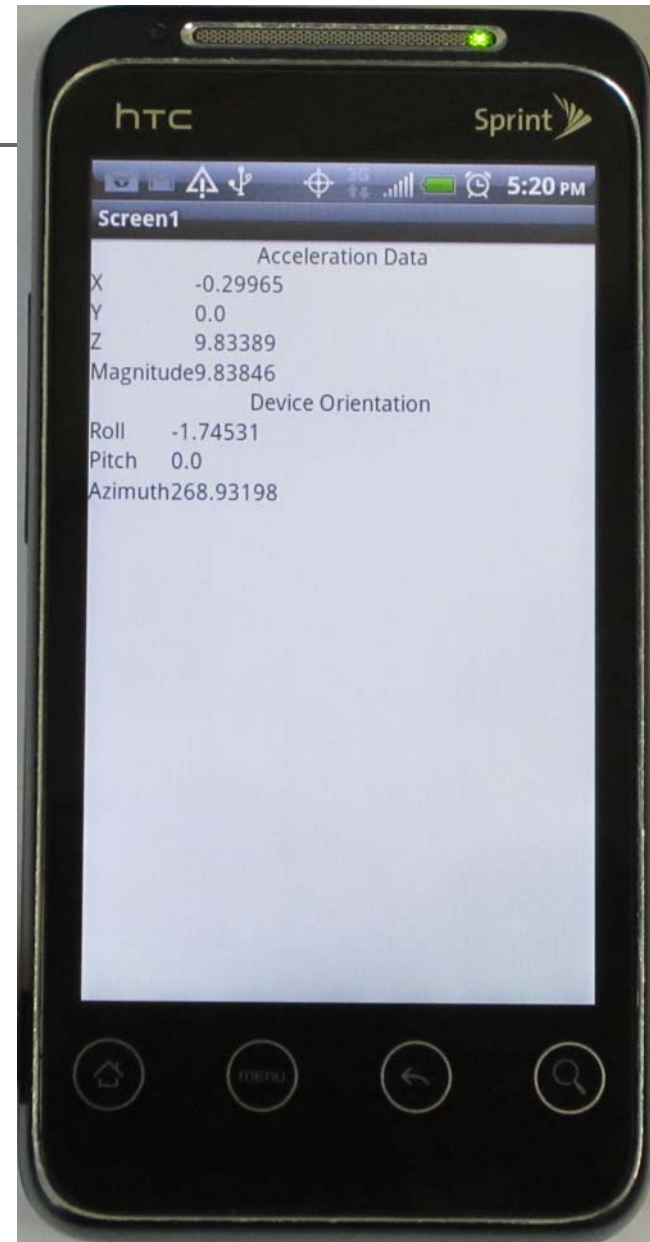 hTC
Sprint
3G
5:20 PM
Screen1
Acceleration Data
X -0.29965
Y 0.0
Z 9.83389
Magnitude9.83846
Device Orientation
Roll -1.74531
Pitch 0.0
Azimuth268.93198
menu